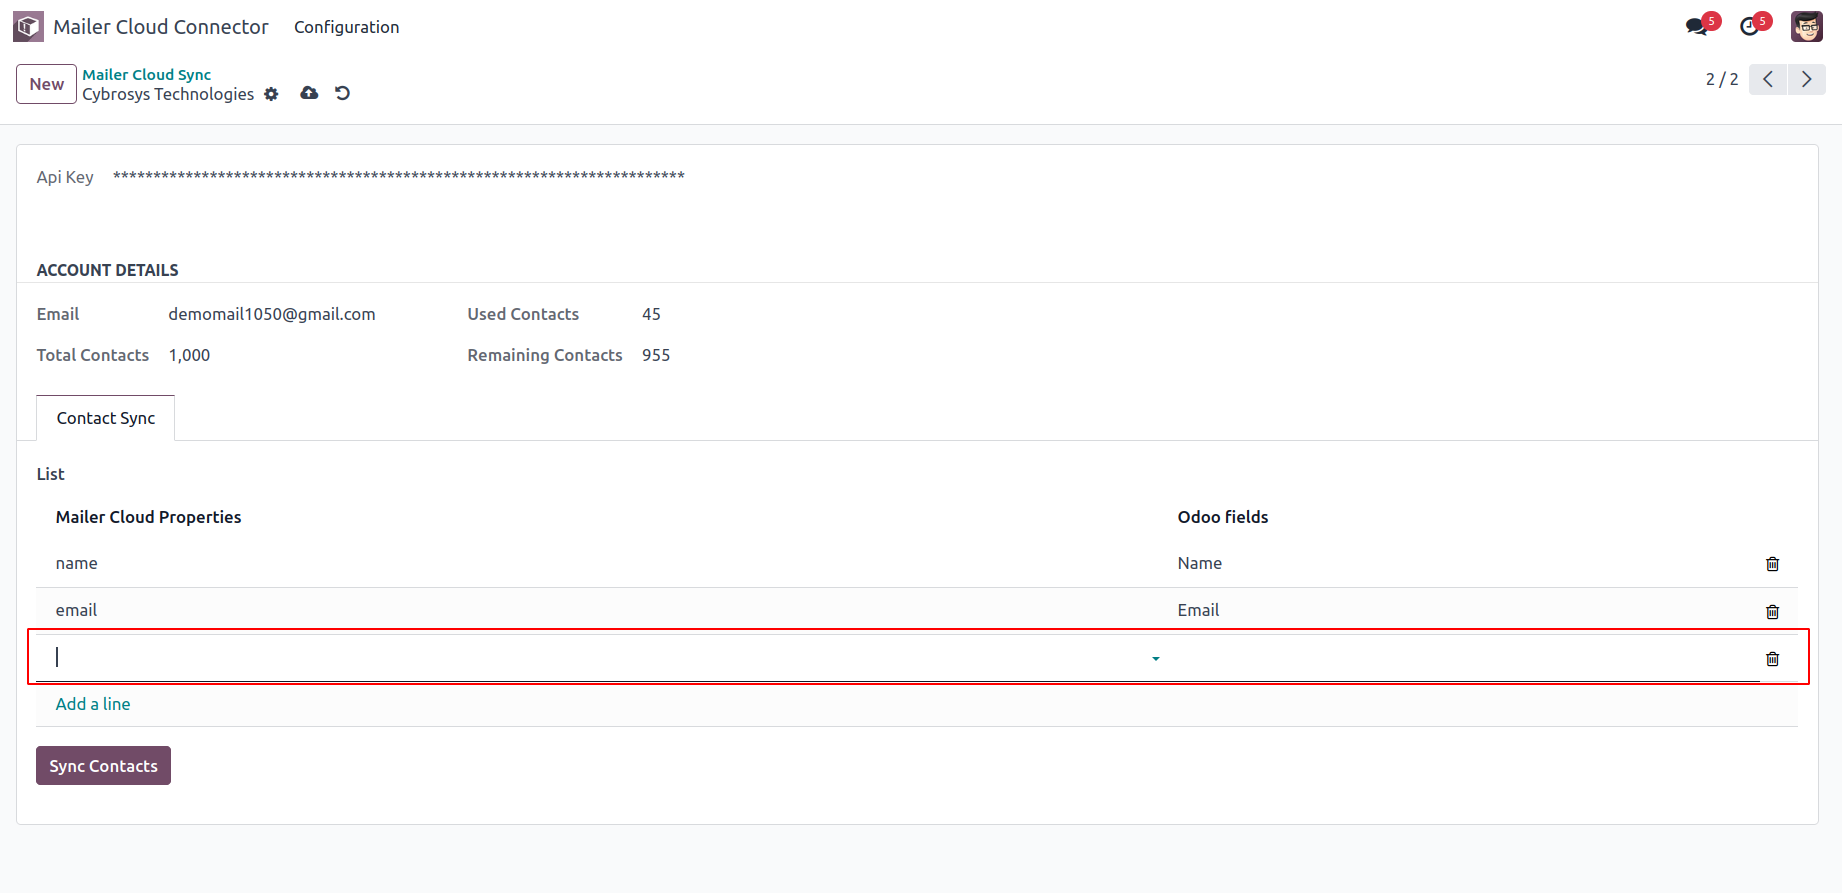 Mailer Cloud Connector Configuration 5 5
New Mailer Cloud Sync
Cybrosys Technologies 2 / 2
Api Key ***********************************************************************
ACCOUNT DETAILS
Email demomail1050@gmail.com Used Contacts 45
Total Contacts 1,000 Remaining Contacts 955
Contact Sync
List
Mailer Cloud Properties Odoo fields
name Name
email Email
Add a line
Sync Contacts